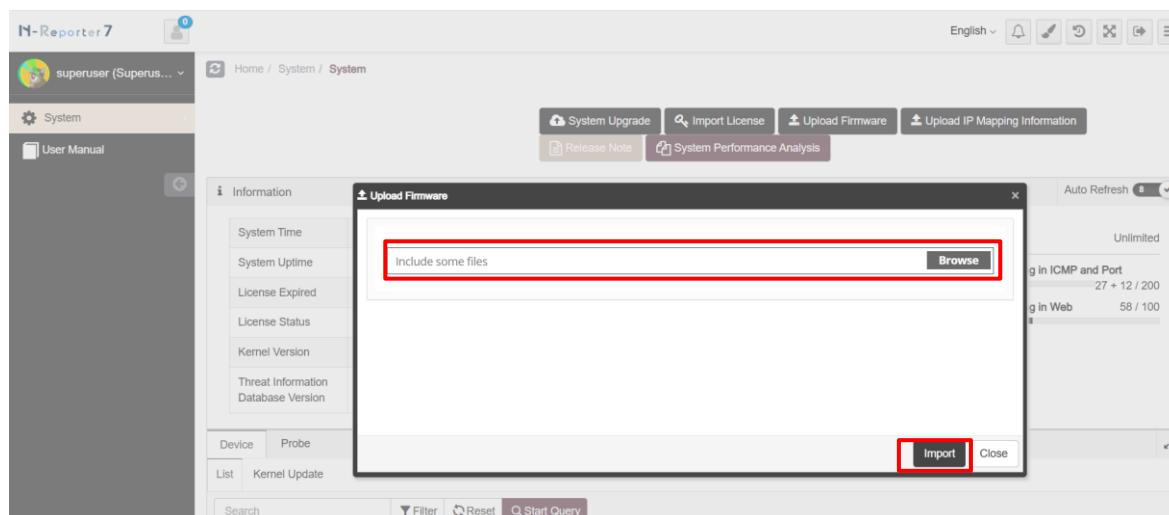 N-Reporter 7
0
English
superuser (Superus...
Home / System / System
System
User Manual
System Upgrade
Import License
Upload Firmware
Upload IP Mapping Information
Release Note
System Performance Analysis
i Information
Upload Firmware
×
Auto Refresh 8
System Time
System Uptime
License Expired
License Status
Kernel Version
Threat Information
Database Version
Include some files
Browse
Unlimited
g in ICMP and Port
27 + 12 / 200
g in Web 58 / 100
Import
Close
Device Probe
List Kernel Update
Search
Filter
Reset
Start Query